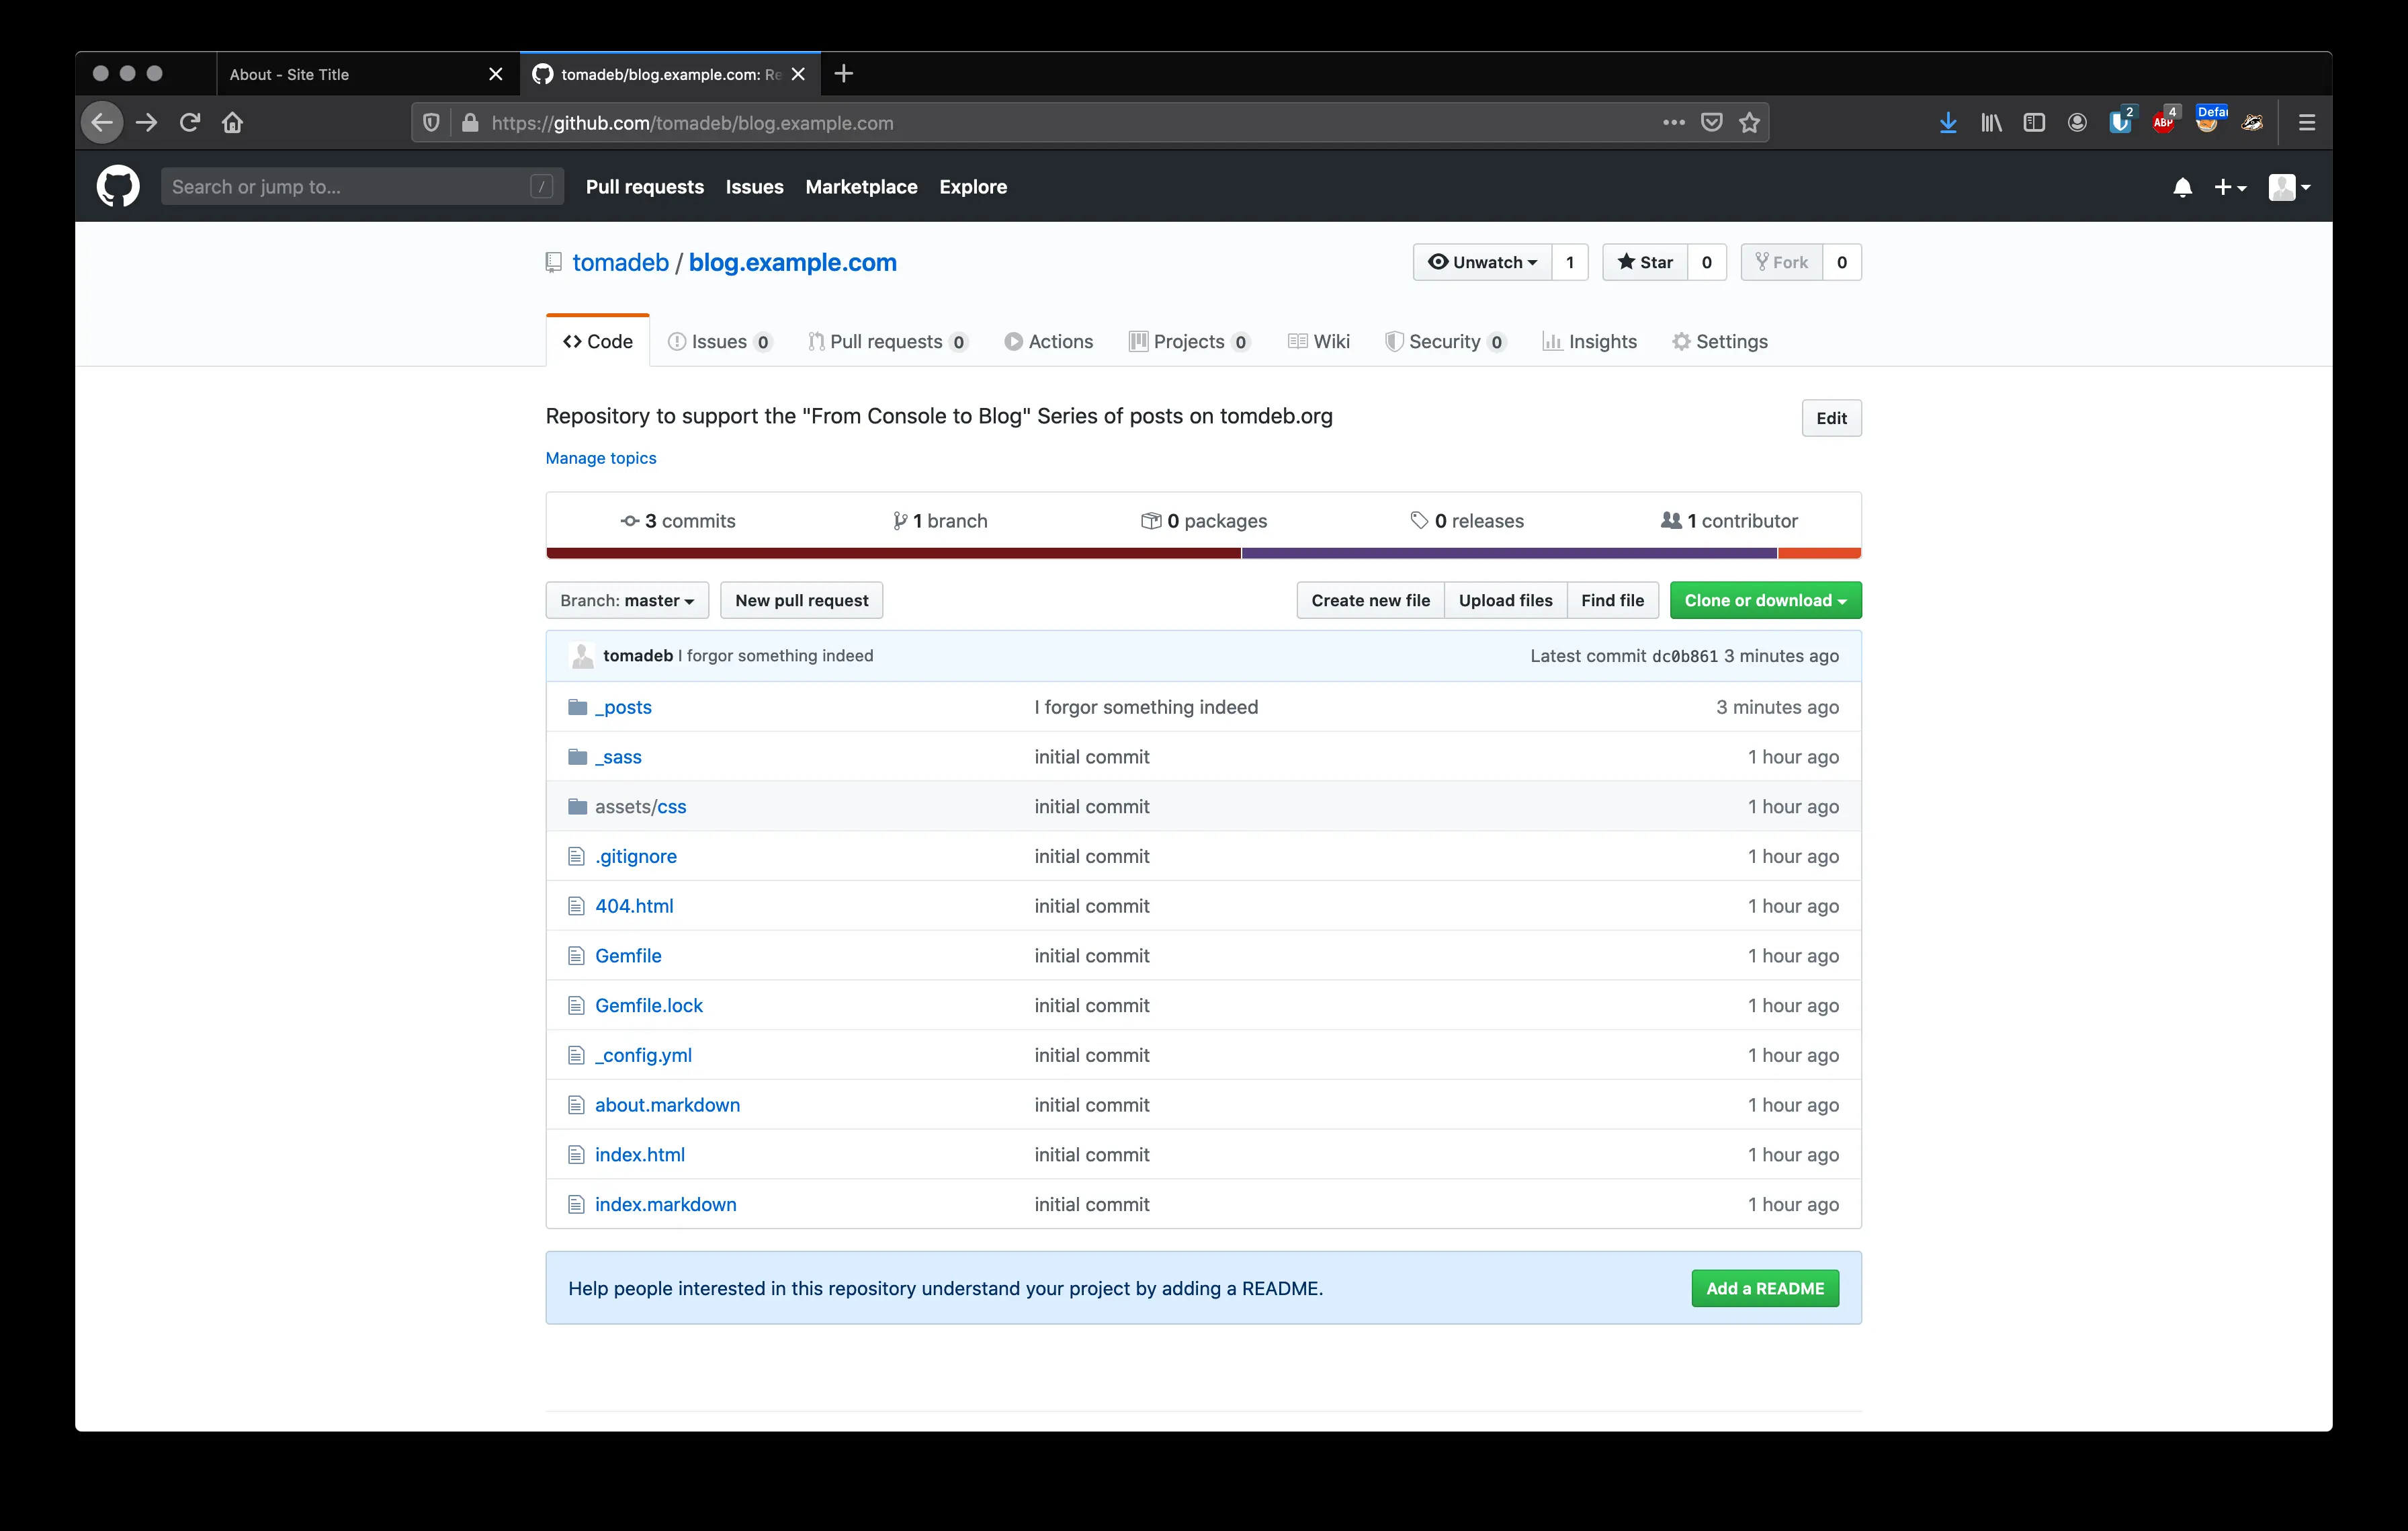 About - Site Title
tomadeb/blog.example.com: Re
https://github.com/tomadeb/blog.example.com
2
4
ABP
Defau
Search or jump to...
/
Pull requests Issues Marketplace Explore
tomadeb / blog.example.com
Unwatch 1 Star 0 Fork 0
Code Issues 0 Pull requests 0 Actions Projects 0 Wiki Security 0 Insights Settings
Repository to support the "From Console to Blog" Series of posts on tomdeb.org
Edit
Manage topics
3 commits 1 branch 0 packages 0 releases 1 contributor
Branch: master New pull request Create new file Upload files Find file Clone or download
tomadeb I forgor something indeed Latest commit dc0b861 3 minutes ago
_posts I forgor something indeed 3 minutes ago
_sass initial commit 1 hour ago
assets/css initial commit 1 hour ago
.gitignore initial commit 1 hour ago
404.html initial commit 1 hour ago
Gemfile initial commit 1 hour ago
Gemfile.lock initial commit 1 hour ago
_config.yml initial commit 1 hour ago
about.markdown initial commit 1 hour ago
index.html initial commit 1 hour ago
index.markdown initial commit 1 hour ago
Help people interested in this repository understand your project by adding a README.
Add a README